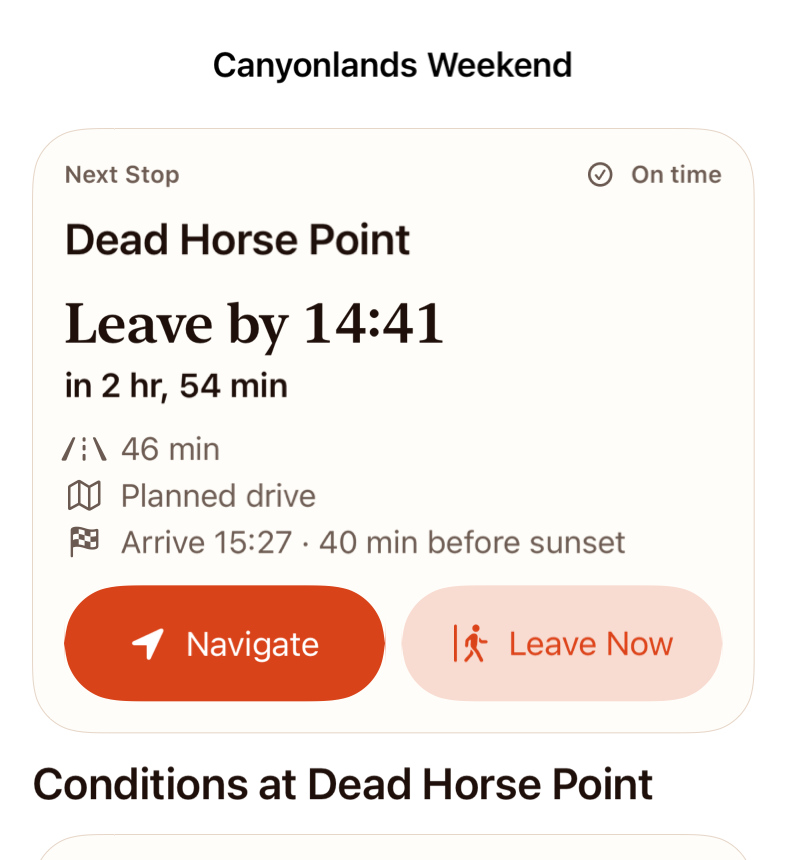 Canyonlands Weekend
Next Stop
On time
Dead Horse Point
Leave by 14:41
in 2 hr, 54 min
46 min
Planned drive
Arrive 15:27 · 40 min before sunset
Navigate
Leave Now
Conditions at Dead Horse Point